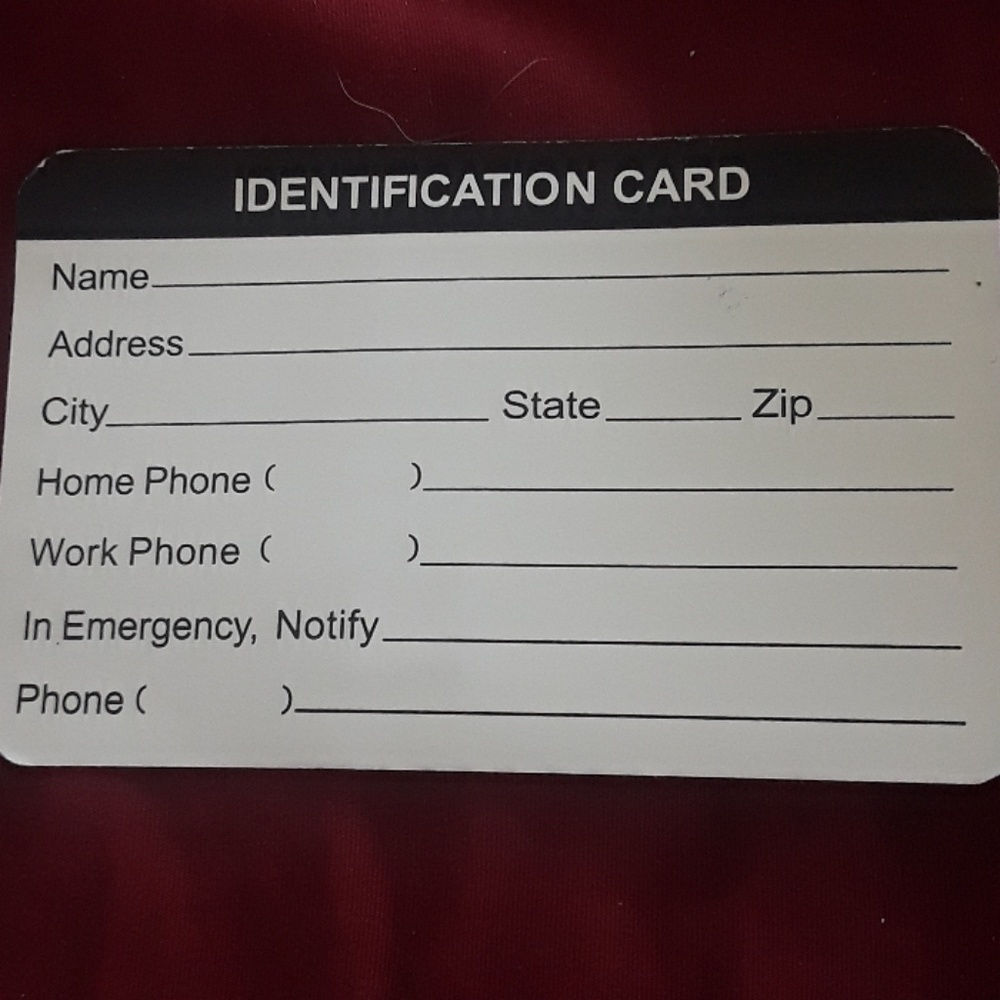 IDENTIFICATION CARD
Name
Address
City State Zip
Home Phone ( )
Work Phone ( )
In Emergency, Notify
Phone ( )